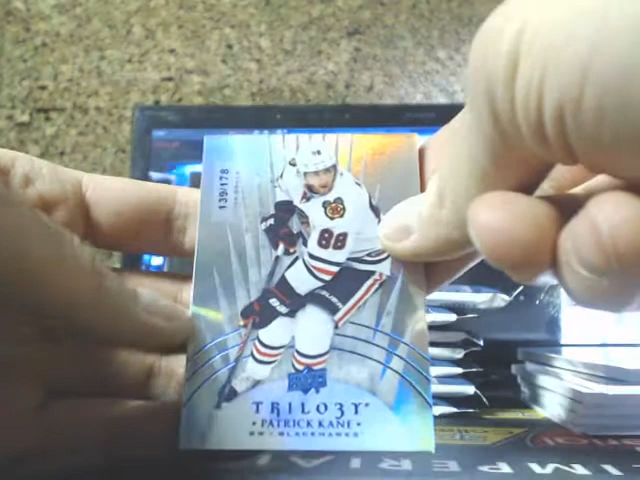 139/178
88
TRILO3Y
• PATRICK KANE •
RW • BLACKHAWKS
IMPERIAL